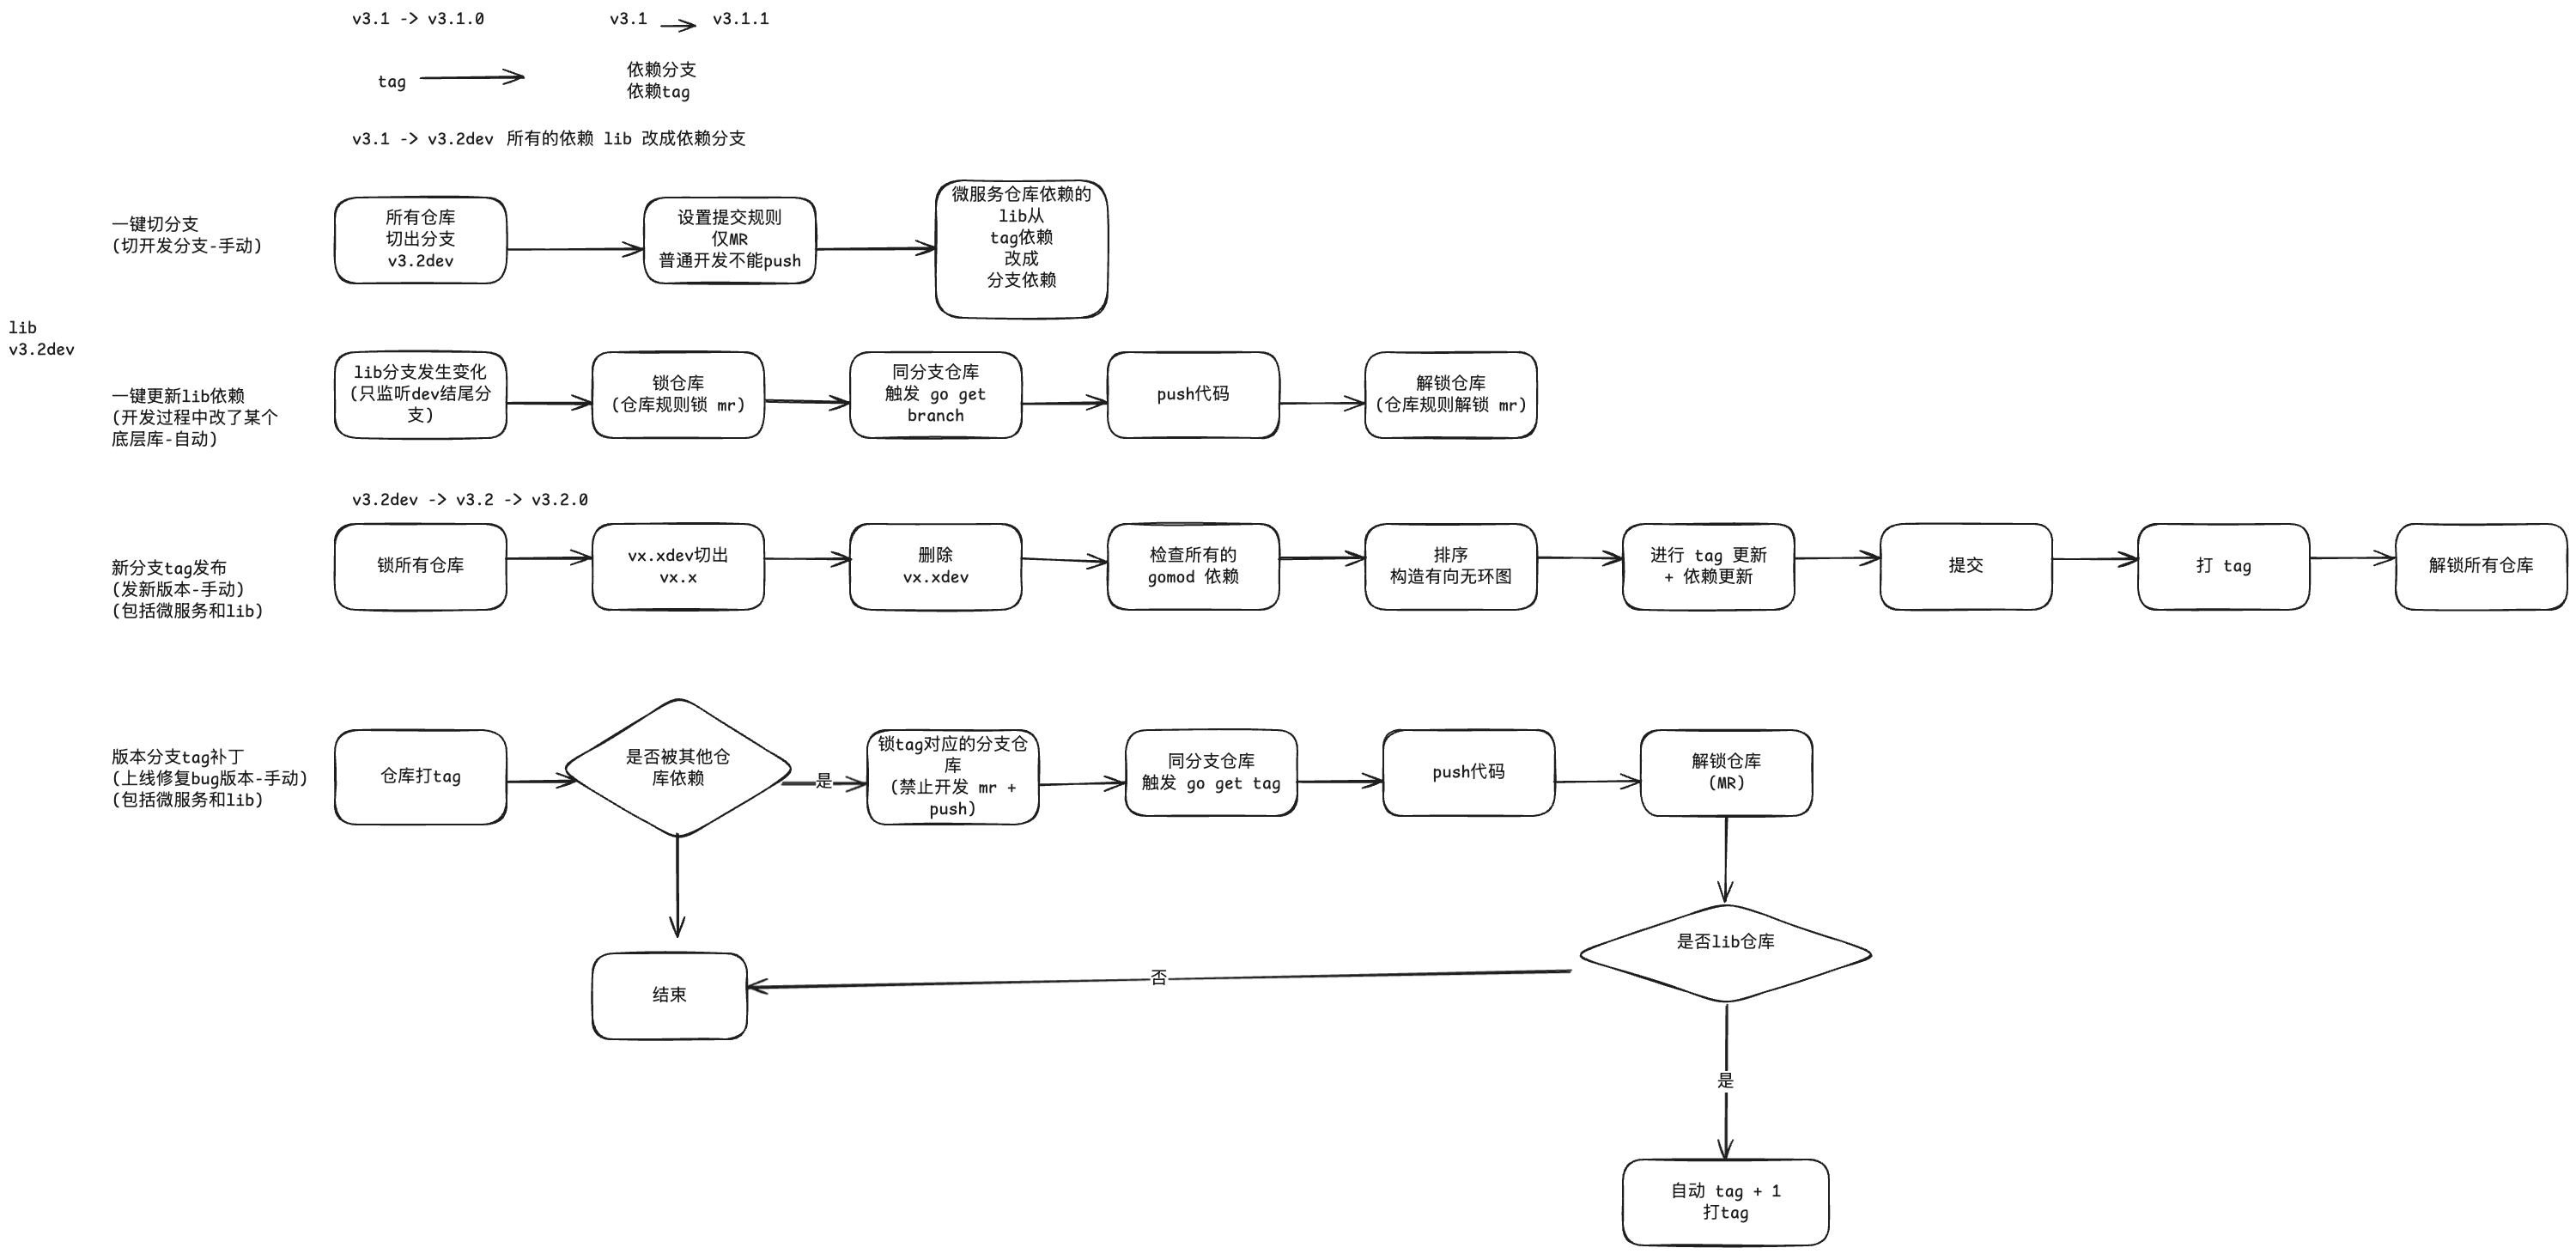 v3.1 -> v3.1.0
v3.1
v3.1.1
tag
依赖分支
依赖tag
v3.1 -> v3.2dev 所有的依赖 lib 改成依赖分支
一键切分支
(切开发分支-手动)
所有仓库
切出分支
v3.2dev
设置提交规则
仅MR
普通开发不能push
微服务仓库依赖的
lib从
tag依赖
改成
分支依赖
lib
v3.2dev
一键更新lib依赖
(开发过程中改了某个
底层库-自动)
lib分支发生变化
(只监听dev结尾分
支)
锁仓库
(仓库规则锁 mr)
同分支仓库
触发 go get
branch
push代码
解锁仓库
(仓库规则解锁 mr)
v3.2dev -> v3.2 -> v3.2.0
新分支tag发布
(发新版本-手动)
(包括微服务和lib)
锁所有仓库
vx.xdev切出
vx.x
删除
vx.xdev
检查所有的
gomod 依赖
排序
构造有向无环图
进行 tag 更新
+ 依赖更新
提交
打 tag
解锁所有仓库
版本分支tag补丁
(上线修复bug版本-手动)
(包括微服务和lib)
仓库打tag
是否被其他仓
库依赖
是
锁tag对应的分支仓
库
(禁止开发 mr +
push)
同分支仓库
触发 go get tag
push代码
解锁仓库
(MR)
是否lib仓库
否
结束
是
自动 tag + 1
打tag